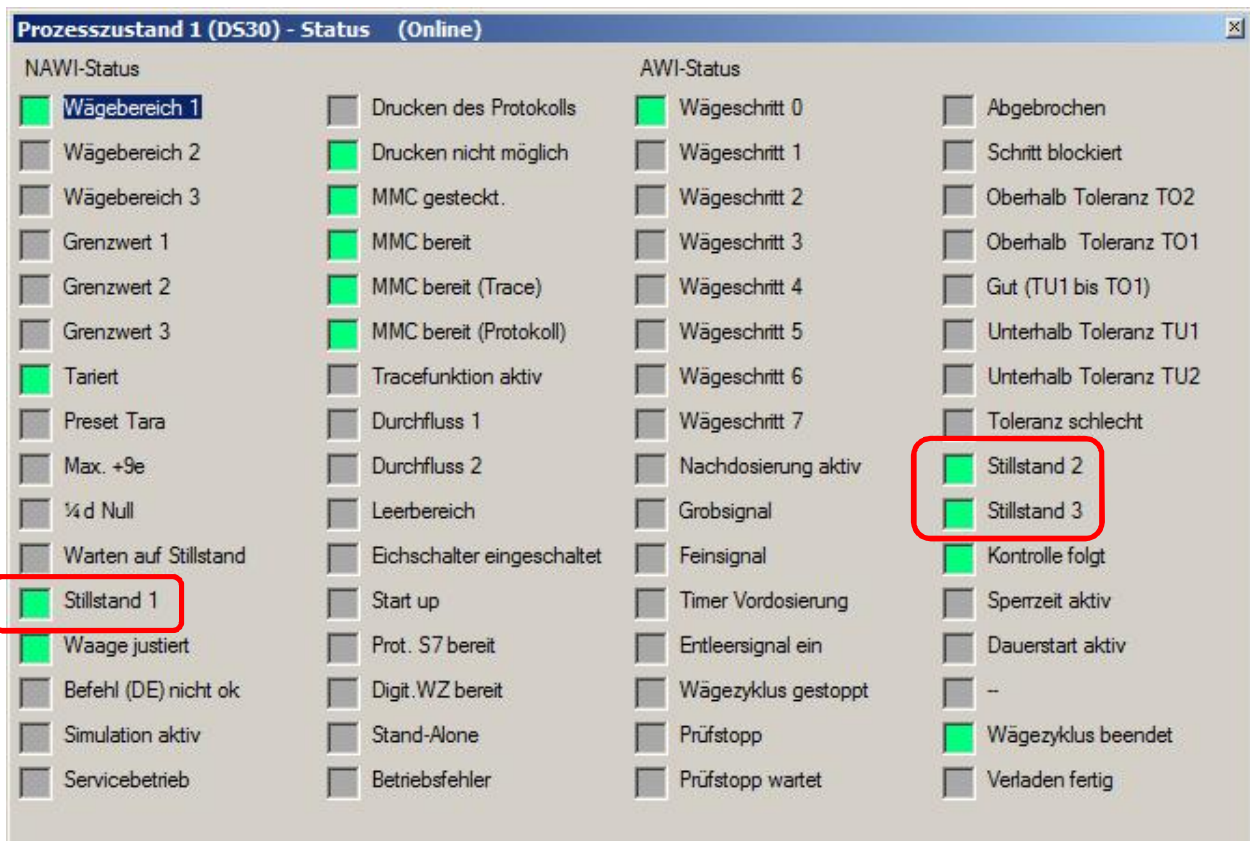 Prozesszustand 1 (DS30) - Status (Online)
NAWI-Status
Wägebereich 1
Wägebereich 2
Wägebereich 3
Grenzwert 1
Grenzwert 2
Grenzwert 3
Tariert
Preset Tara
Max. +9e
¼ d Null
Warten auf Stillstand
Stillstand 1
Waage justiert
Befehl (DE) nicht ok
Simulation aktiv
Servicebetrieb
Drucken des Protokolls
Drucken nicht möglich
MMC gesteckt.
MMC bereit
MMC bereit (Trace)
MMC bereit (Protokoll)
Tracefunktion aktiv
Durchfluss 1
Durchfluss 2
Leerbereich
Eichschalter eingeschaltet
Start up
Prot. S7 bereit
Digit.WZ bereit
Stand-Alone
Betriebsfehler
AWI-Status
Wägeschritt 0
Wägeschritt 1
Wägeschritt 2
Wägeschritt 3
Wägeschritt 4
Wägeschritt 5
Wägeschritt 6
Wägeschritt 7
Nachdosierung aktiv
Grobsignal
Feinsignal
Timer Vordosierung
Entleersignal ein
Wägezyklus gestoppt
Prüfstopp
Prüfstopp wartet
Abgebrochen
Schritt blockiert
Oberhalb Toleranz TO2
Oberhalb Toleranz TO1
Gut (TU1 bis TO1)
Unterhalb Toleranz TU1
Unterhalb Toleranz TU2
Toleranz schlecht
Stillstand 2
Stillstand 3
Kontrolle folgt
Sperrzeit aktiv
Dauerstart aktiv
--
Wägezyklus beendet
Verladen fertig